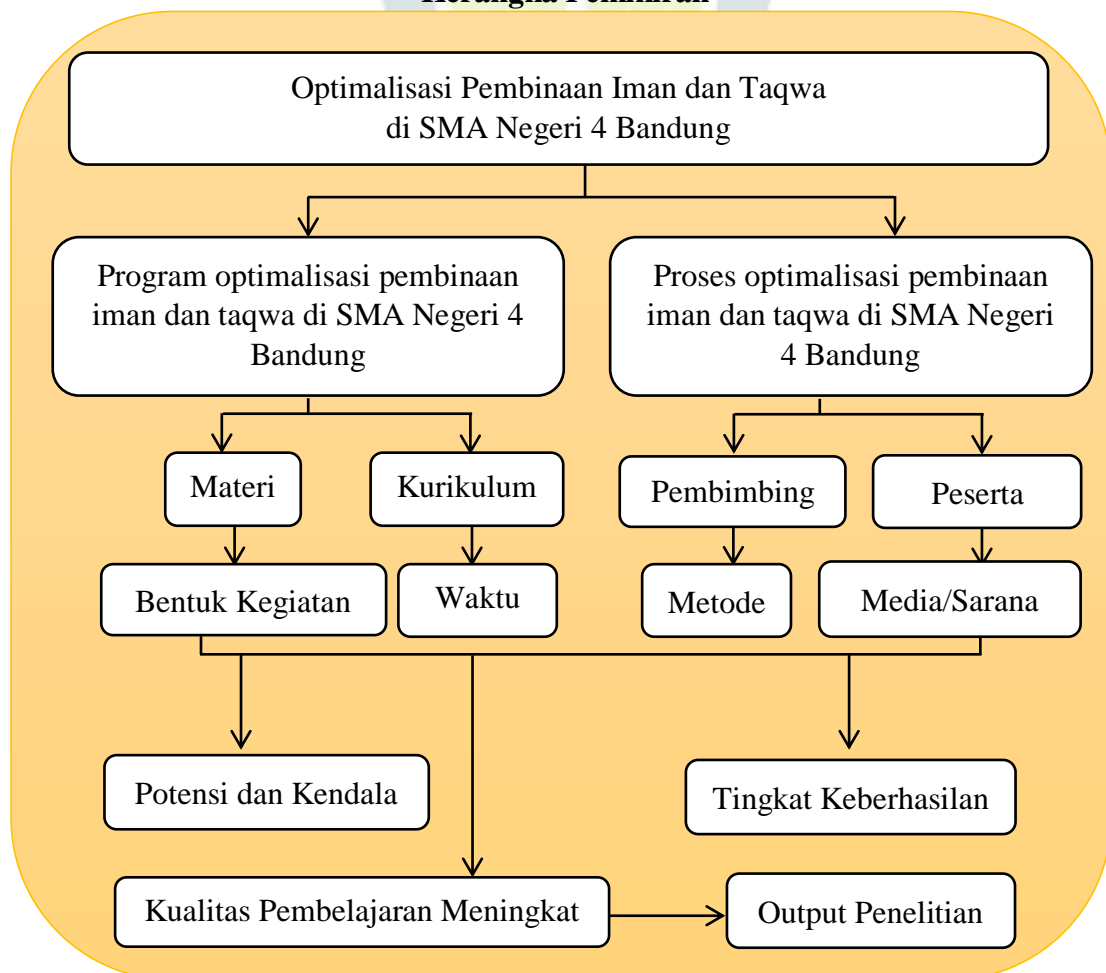 Kerangka Pemikiran
Optimalisasi Pembinaan Iman dan Taqwa
di SMA Negeri 4 Bandung
Program optimalisasi pembinaan
iman dan taqwa di SMA Negeri 4
Bandung
Proses optimalisasi pembinaan
iman dan taqwa di SMA Negeri
4 Bandung
Materi
Kurikulum
Pembimbing
Peserta
Bentuk Kegiatan
Waktu
Metode
Media/Sarana
Potensi dan Kendala
Tingkat Keberhasilan
Kualitas Pembelajaran Meningkat
Output Penelitian